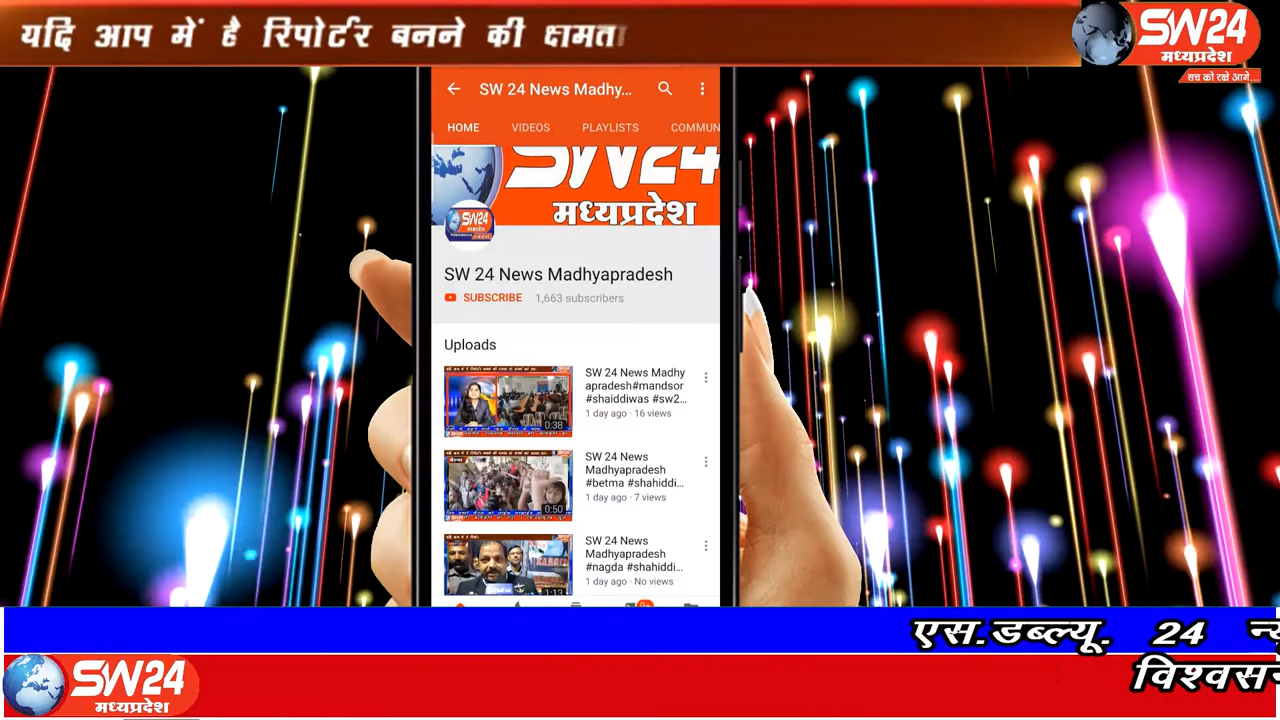 यदि आप में है रिपोर्टर बनने की क्षमता
SW24
मध्यप्रदेश
सच को रखे आगे...
SW 24 News Madhy...
HOME VIDEOS PLAYLISTS COMMUN
SW24
मध्यप्रदेश
SW24
SW 24 News Madhyapradesh
SUBSCRIBE 1,663 subscribers
Uploads
SW 24 News Madhy
apradesh#mandsor
#shaiddiwas #sw2...
1 day ago · 16 views
0:38
SW 24 News
Madhyapradesh
#betma #shahiddi...
1 day ago · 7 views
0:50
SW 24 News
Madhyapradesh
#nagda #shahiddi...
1 day ago · No views
1:13
एस.डब्ल्यू. 24
SW24
मध्यप्रदेश